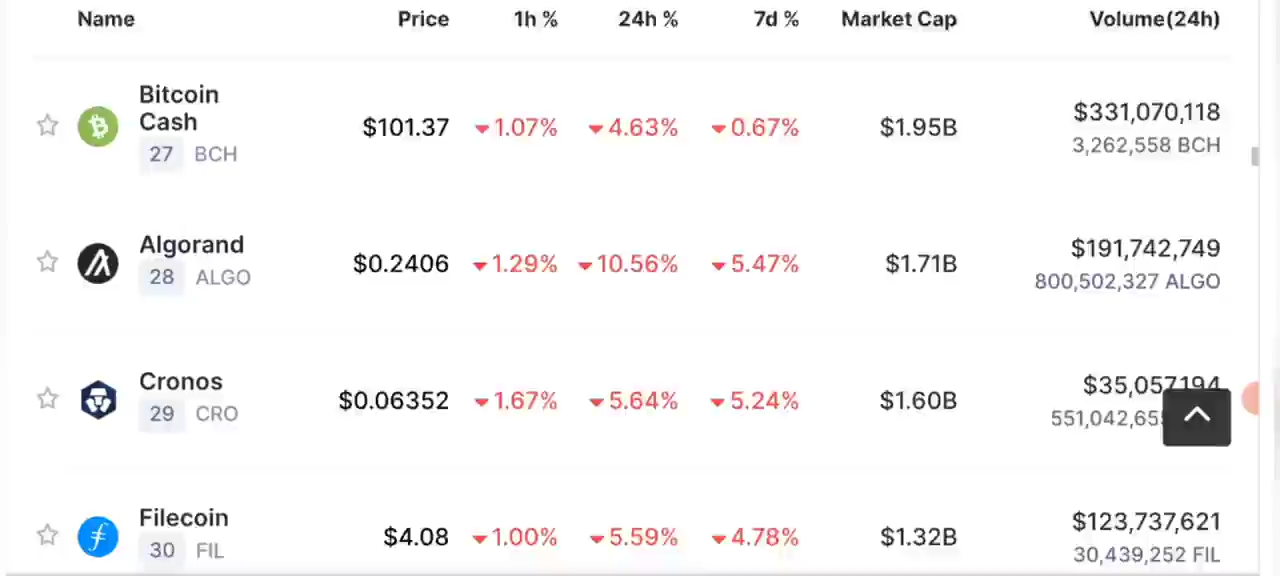 Name Price 1h % 24h % 7d % Market Cap Volume(24h)
Bitcoin
Cash
27 BCH
$101.37 1.07% 4.63% 0.67% $1.95B $331,070,118
3,262,558 BCH
Algorand
28 ALGO
$0.2406 1.29% 10.56% 5.47% $1.71B $191,742,749
800,502,327 ALGO
Cronos
29 CRO
$0.06352 1.67% 5.64% 5.24% $1.60B $35,057,194
Filecoin
30 FIL
$4.08 1.00% 5.59% 4.78% $1.32B $123,737,621
30,439,252 FIL